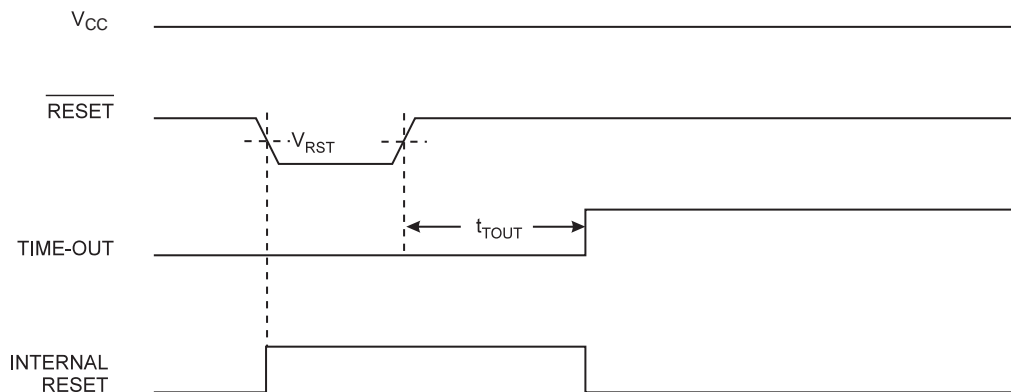 VCC
RESET
VRST
tTOUT
TIME-OUT
INTERNAL
RESET